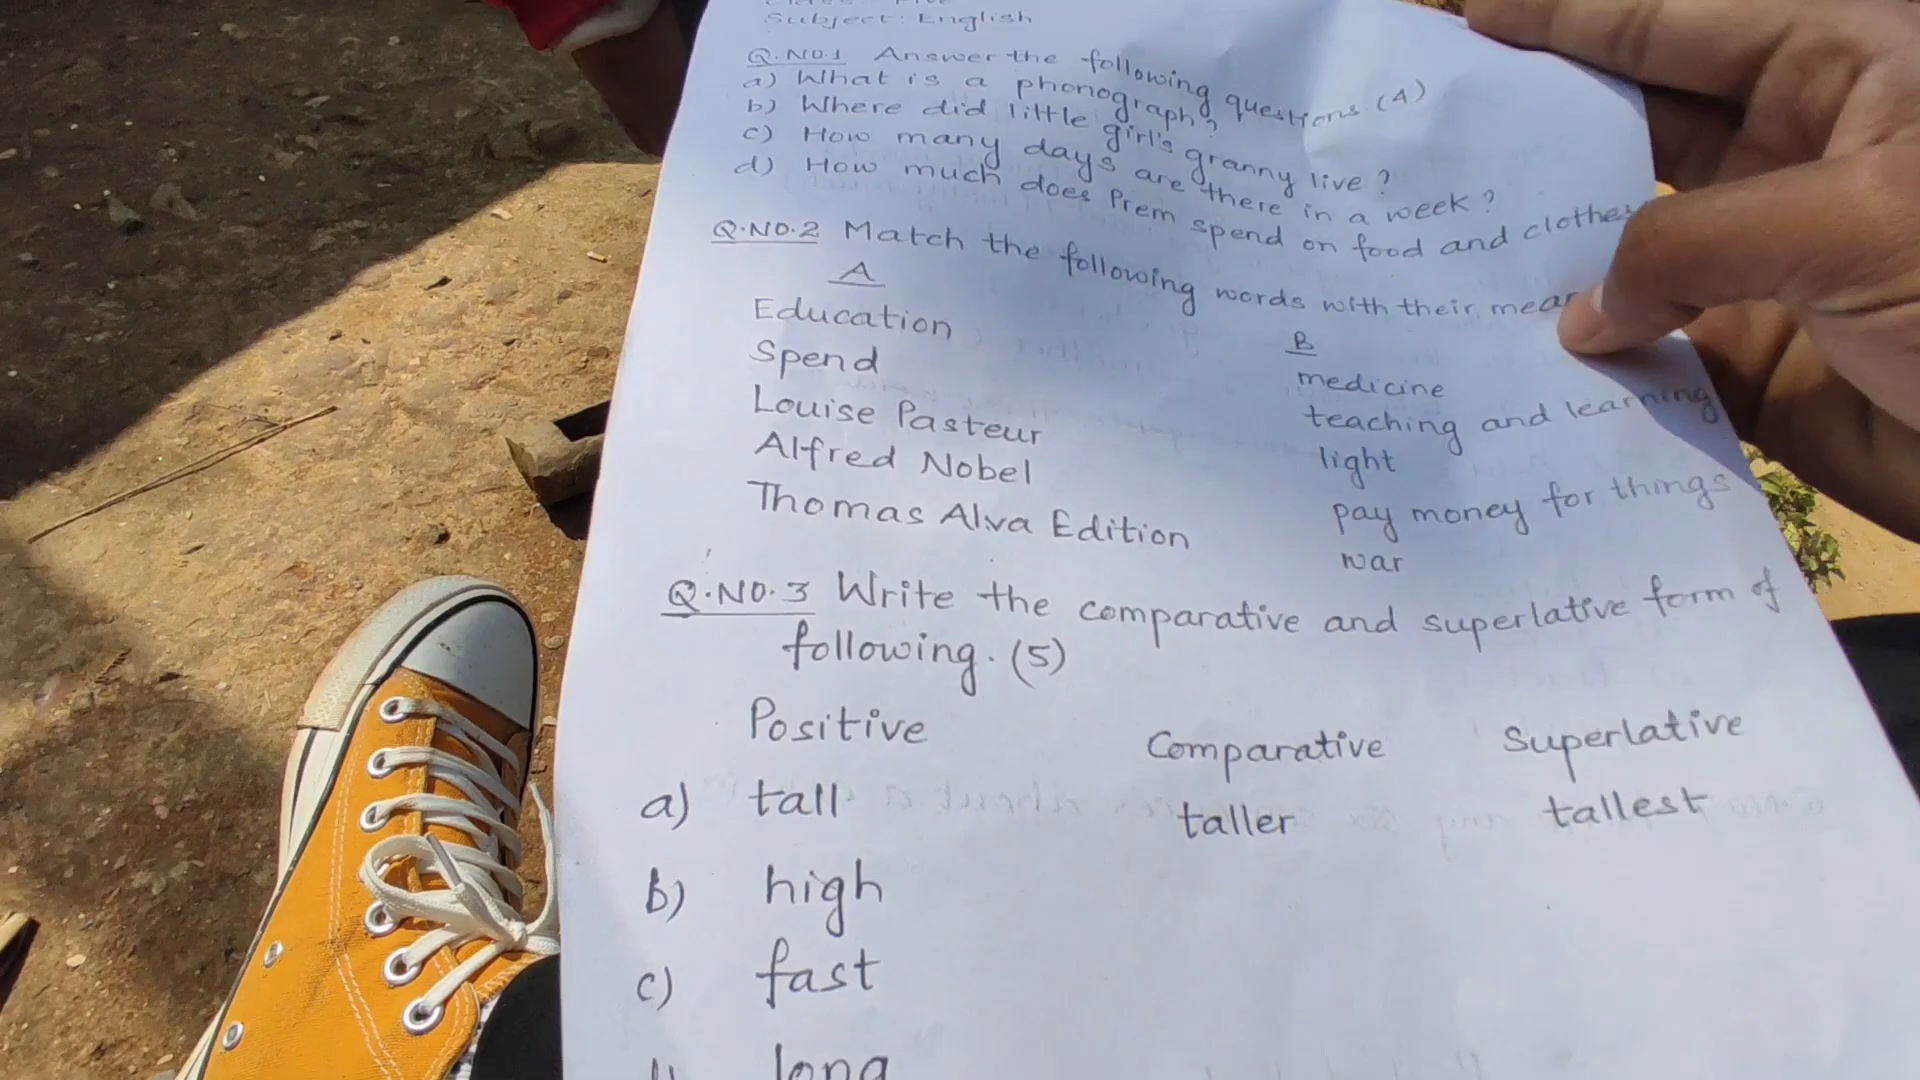 Subject: English
Q.NO.1 Answer the following questions. (4)
a) What is a phonograph?
b) Where did little girl's granny live?
c) How many days are there in a week?
d) How much does Prem spend on food and clothes
Q.NO.2 Match the following words with their mean
A
B
Education
medicine
Spend
teaching and learning
Louise Pasteur
light
Alfred Nobel
pay money for things
Thomas Alva Edition
war
Q.NO.3 Write the comparative and superlative form of
following. (5)
Positive Comparative Superlative
a) tall taller tallest
b) high
c) fast
long